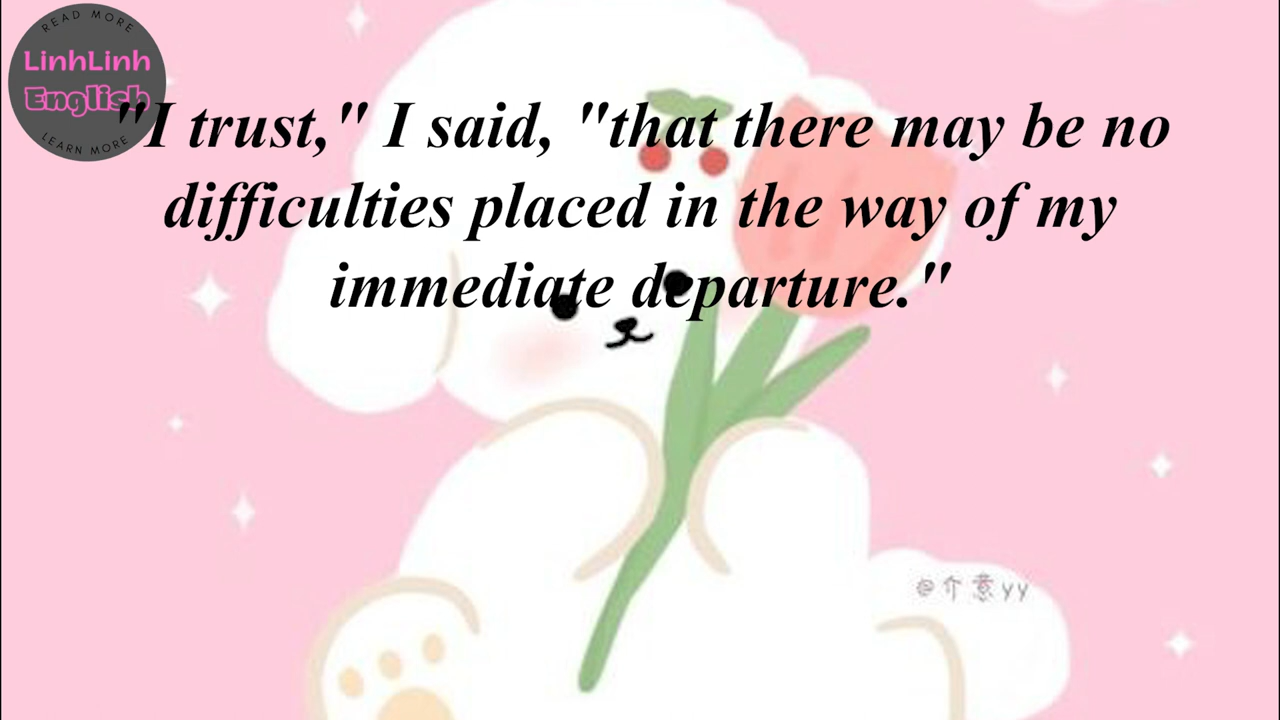 READ MORE
LinhLinh
English
LEARN MORE
"I trust," I said, "that there may be no
difficulties placed in the way of my
immediate departure."
@介意yy